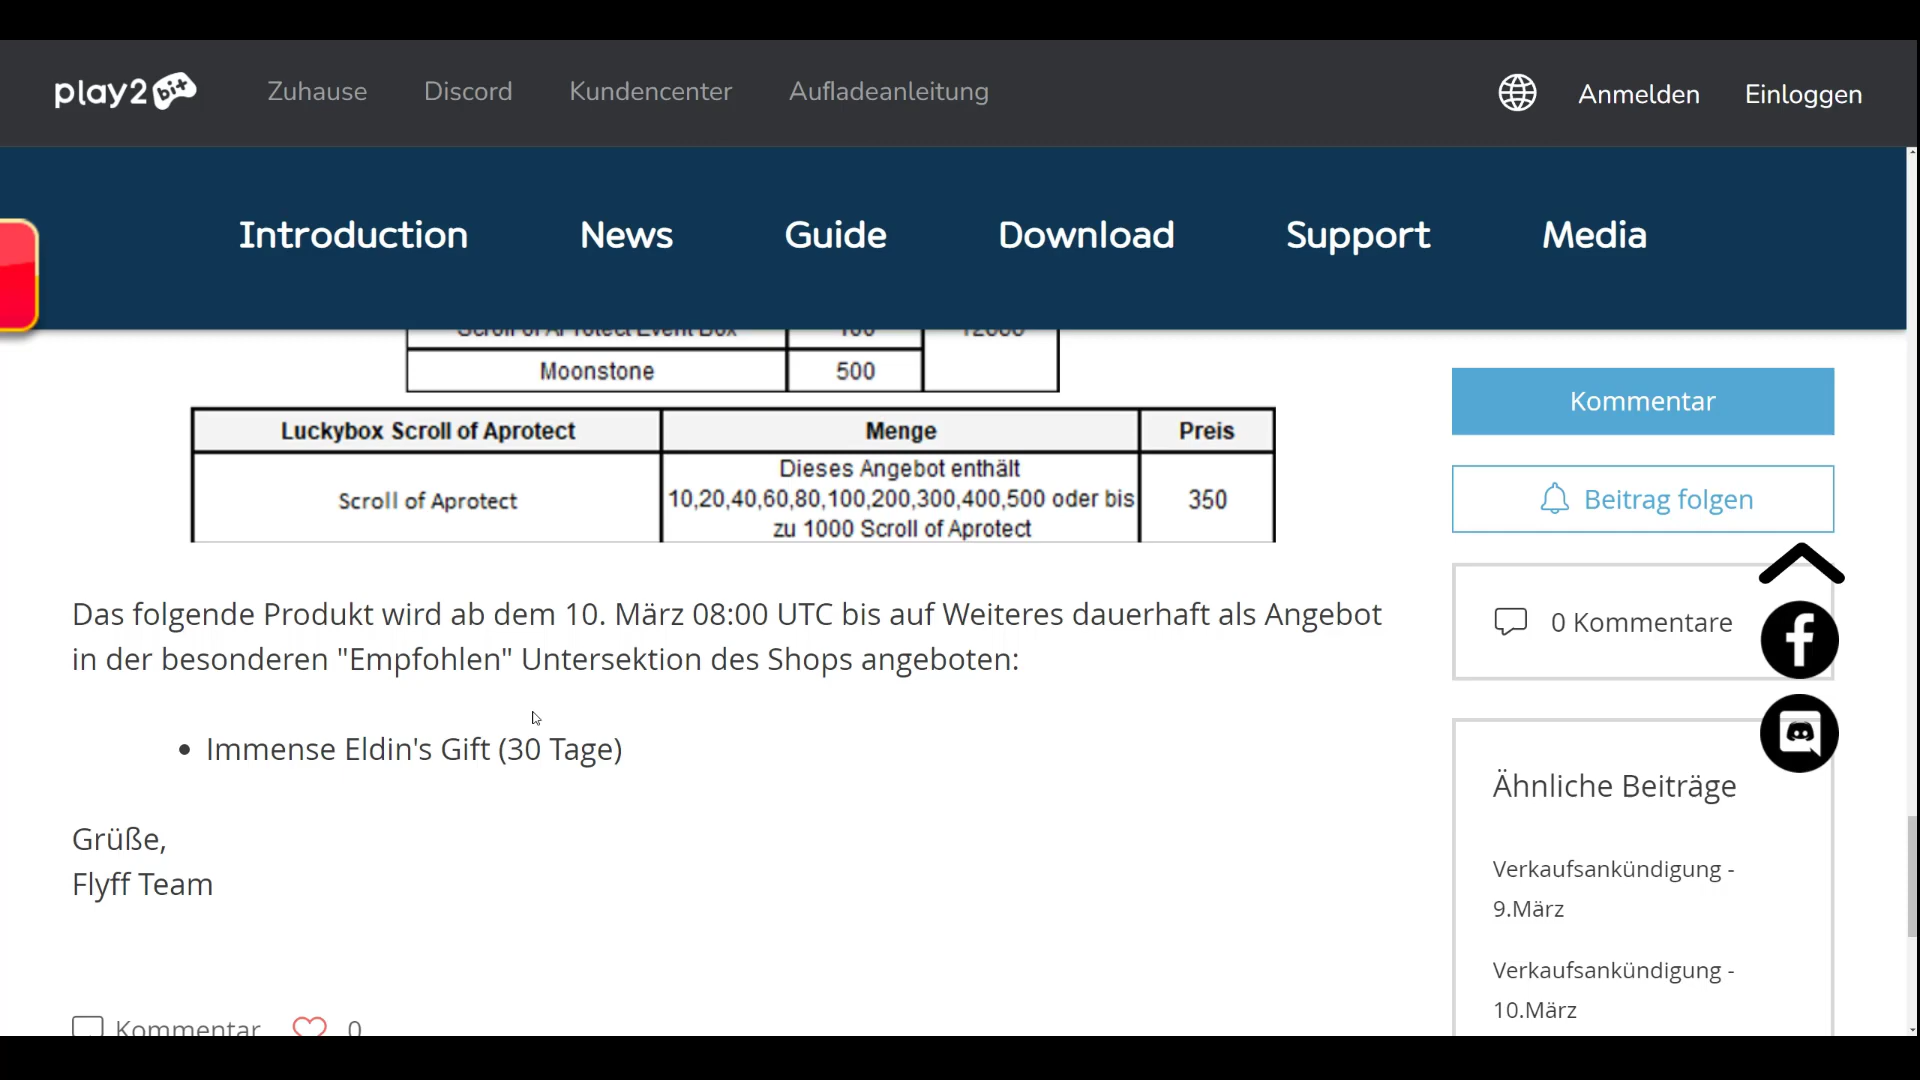 play2bit Zuhause Discord Kundencenter Aufladeanleitung Anmelden Einloggen
Introduction News Guide Download Support Media
Moonstone 500
Luckybox Scroll of Aprotect Menge Preis
Scroll of Aprotect
Dieses Angebot enthält
10,20,40,60,80,100,200,300,400,500 oder bis
zu 1000 Scroll of Aprotect
350
Das folgende Produkt wird ab dem 10. März 08:00 UTC bis auf Weiteres dauerhaft als Angebot
in der besonderen "Empfohlen" Untersektion des Shops angeboten:
• Immense Eldin's Gift (30 Tage)
Grüße,
Flyff Team
Kommentar 0
Kommentar
Beitrag folgen
0 Kommentare
Ähnliche Beiträge
Verkaufsankündigung -
9.März
Verkaufsankündigung -
10.März